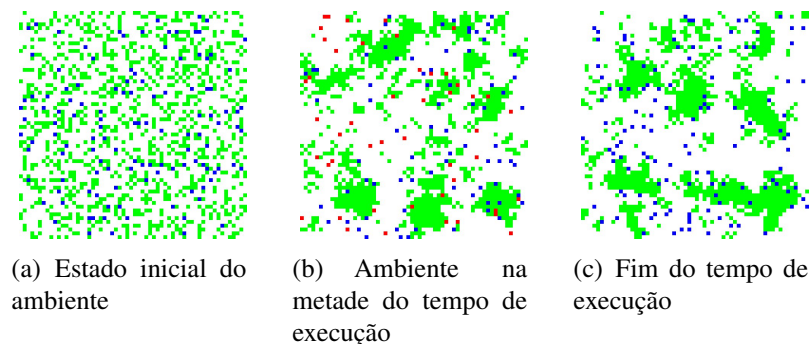 (a) Estado inicial do
ambiente
(b) Ambiente na
metade do tempo de
execução
(c) Fim do tempo de
execução